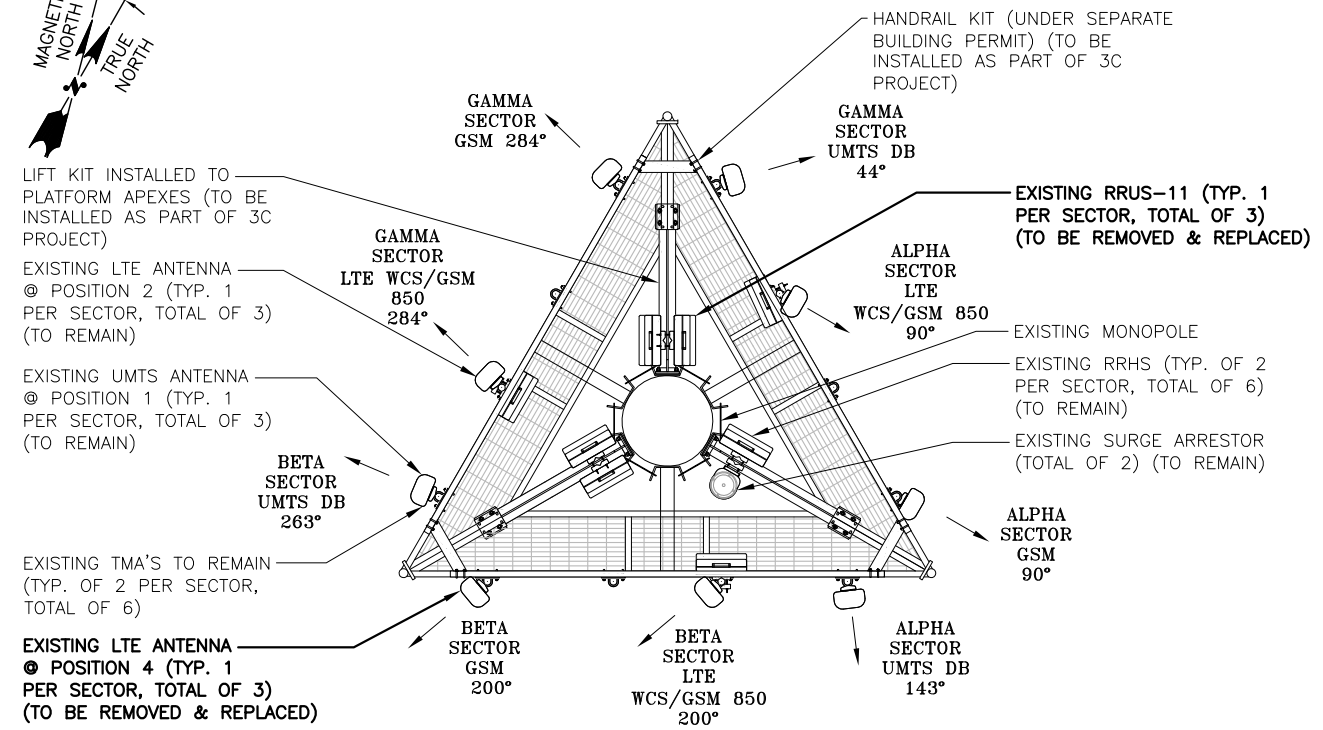 MAGNETI
NORTH
TRUE
NORTH
N
HANDRAIL KIT (UNDER SEPARATE
BUILDING PERMIT) (TO BE
INSTALLED AS PART OF 3C
PROJECT)
GAMMA
SECTOR
GSM 284°
GAMMA
SECTOR
UMTS DB
44°
LIFT KIT INSTALLED TO
PLATFORM APEXES (TO BE
INSTALLED AS PART OF 3C
PROJECT)
EXISTING RRUS-11 (TYP. 1
PER SECTOR, TOTAL OF 3)
(TO BE REMOVED & REPLACED)
GAMMA
SECTOR
LTE WCS/GSM
850
284°
ALPHA
SECTOR
LTE
WCS/GSM 850
90°
EXISTING LTE ANTENNA
@ POSITION 2 (TYP. 1
PER SECTOR, TOTAL OF 3)
(TO REMAIN)
EXISTING MONOPOLE
EXISTING RRHS (TYP. OF 2
PER SECTOR, TOTAL OF 6)
(TO REMAIN)
EXISTING UMTS ANTENNA
@ POSITION 1 (TYP. 1
PER SECTOR, TOTAL OF 3)
(TO REMAIN)
EXISTING SURGE ARRESTOR
(TOTAL OF 2) (TO REMAIN)
BETA
SECTOR
UMTS DB
263°
ALPHA
SECTOR
GSM
90°
EXISTING TMA'S TO REMAIN
(TYP. OF 2 PER SECTOR,
TOTAL OF 6)
EXISTING LTE ANTENNA
@ POSITION 4 (TYP. 1
PER SECTOR, TOTAL OF 3)
(TO BE REMOVED & REPLACED)
BETA
SECTOR
GSM
200°
BETA
SECTOR
LTE
WCS/GSM 850
200°
ALPHA
SECTOR
UMTS DB
143°